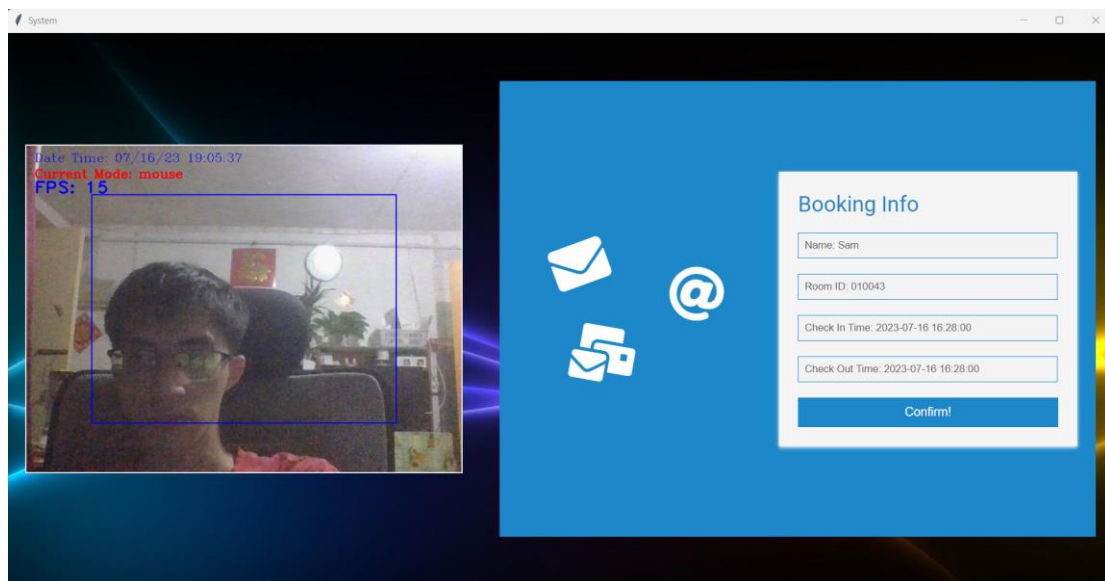 System
Date Time: 07/16/23 19:05:37
Current Mode: mouse
FPS: 15
Booking Info
Name: Sam
Room ID: 010043
Check In Time: 2023-07-16 16:28:00
Check Out Time: 2023-07-16 16:28:00
Confirm!